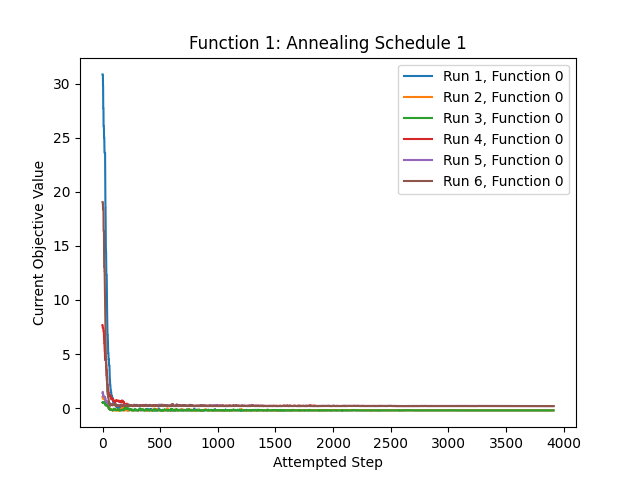 Function 1: Annealing Schedule 1
Current Objective Value
30
25
20
15
10
5
0
Run 1, Function 0
Run 2, Function 0
Run 3, Function 0
Run 4, Function 0
Run 5, Function 0
Run 6, Function 0
0 500 1000 1500 2000 2500 3000 3500 4000
Attempted Step